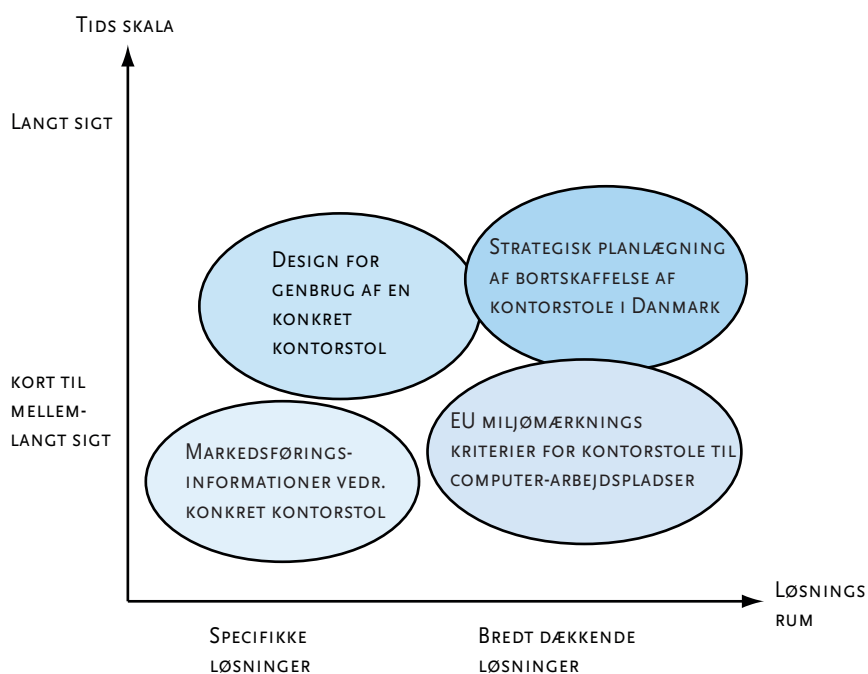 Tids skala
Langt sigt
Design for
genbrug af en
konkret
kontorstol
Strategisk planlægning
af bortskaffelse af
kontorstole i Danmark
kort til
mellem-
langt sigt
Markedsførings-
informationer vedr.
konkret kontorstol
EU miljømærknings
kriterier for kontorstole til
computer-arbejdspladser
Løsnings
rum
Specifikke
løsninger
Bredt dækkende
løsninger